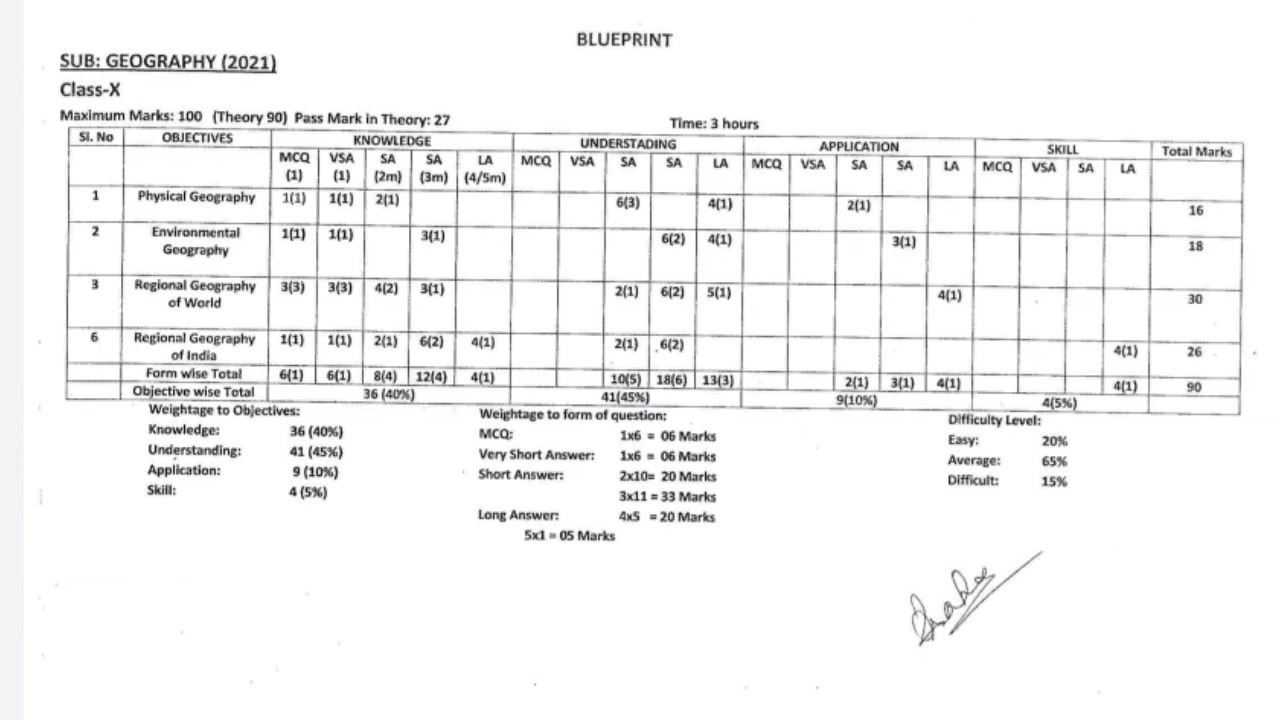 BLUEPRINT
SUB: GEOGRAPHY (2021)
Class-X
Maximum Marks: 100 (Theory 90) Pass Mark in Theory: 27 Time: 3 hours
Sl. No OBJECTIVES KNOWLEDGE UNDERSTADING APPLICATION SKILL Total Marks
MCQ (1) VSA (1) SA (2m) SA (3m) LA (4/5m) MCQ VSA SA SA LA MCQ VSA SA SA LA MCQ VSA SA LA
1 Physical Geography 1(1) 1(1) 2(1) 6(3) 4(1) 2(1) 16
2 Environmental Geography 1(1) 1(1) 3(1) 6(2) 4(1) 3(1) 18
3 Regional Geography of World 3(3) 3(3) 4(2) 3(1) 2(1) 6(2) 5(1) 4(1) 30
6 Regional Geography of India 1(1) 1(1) 2(1) 6(2) 4(1) 2(1) 6(2) 4(1) 26
Form wise Total 6(1) 6(1) 8(4) 12(4) 4(1) 10(5) 18(6) 13(3) 2(1) 3(1) 4(1) 4(1) 90
Objective wise Total 36 (40%) 41(45%) 9(10%) 4(5%)
Weightage to Objectives:
Knowledge: 36 (40%)
Understanding: 41 (45%)
Application: 9 (10%)
Skill: 4 (5%)
Weightage to form of question:
MCQ: 1x6 = 06 Marks
Very Short Answer: 1x6 = 06 Marks
Short Answer: 2x10= 20 Marks
3x11 = 33 Marks
Long Answer: 4x5 = 20 Marks
5x1 = 05 Marks
Difficulty Level:
Easy: 20%
Average: 65%
Difficult: 15%